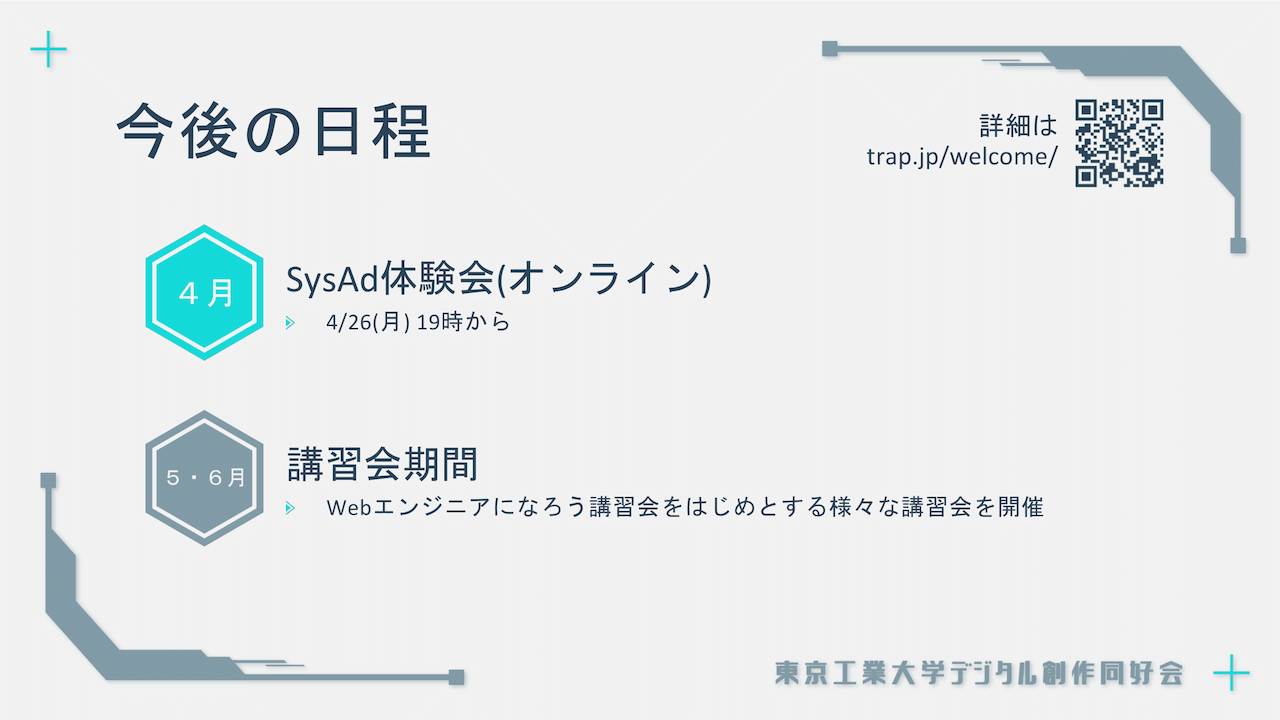 今後の日程
詳細は
trap.jp/welcome/
４月
SysAd体験会(オンライン)
4/26(月) 19時から
５・６月
講習会期間
Webエンジニアになろう講習会をはじめとする様々な講習会を開催
東京工業大学デジタル創作同好会